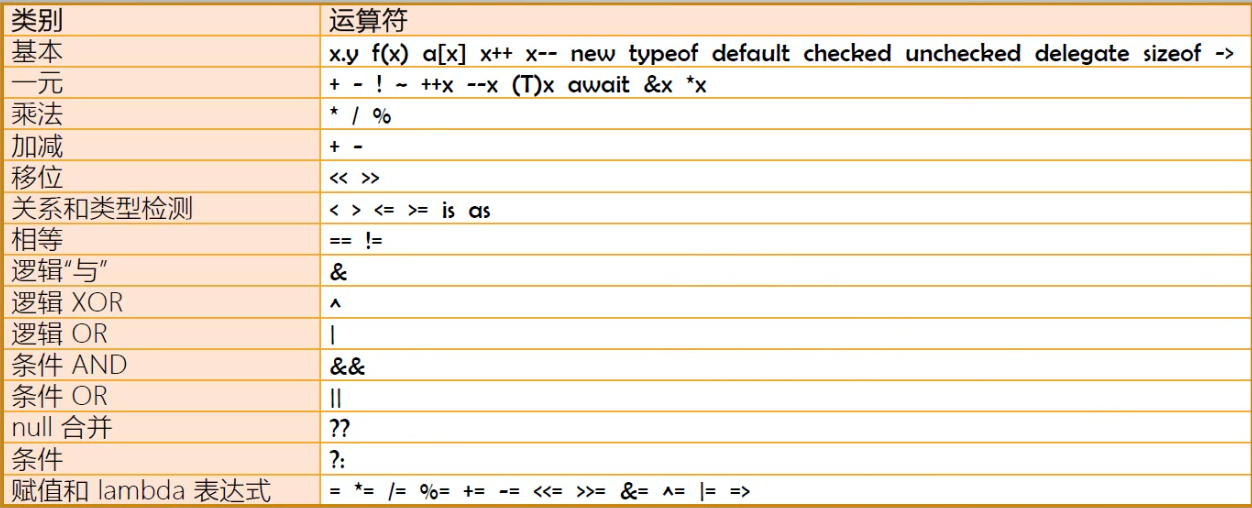 类别 运算符
基本 x.y f(x) a[x] x++ x-- new typeof default checked unchecked delegate sizeof ->
一元 + - ! ~ ++x --x (T)x await &x *x
乘法 * / %
加减 + -
移位 << >>
关系和类型检测 < > <= >= is as
相等 == !=
逻辑“与” &
逻辑 XOR ^
逻辑 OR |
条件 AND &&
条件 OR ||
null 合并 ??
条件 ?:
赋值和 lambda 表达式 = *= /= %= += -= <<= >>= &= ^= |= =>